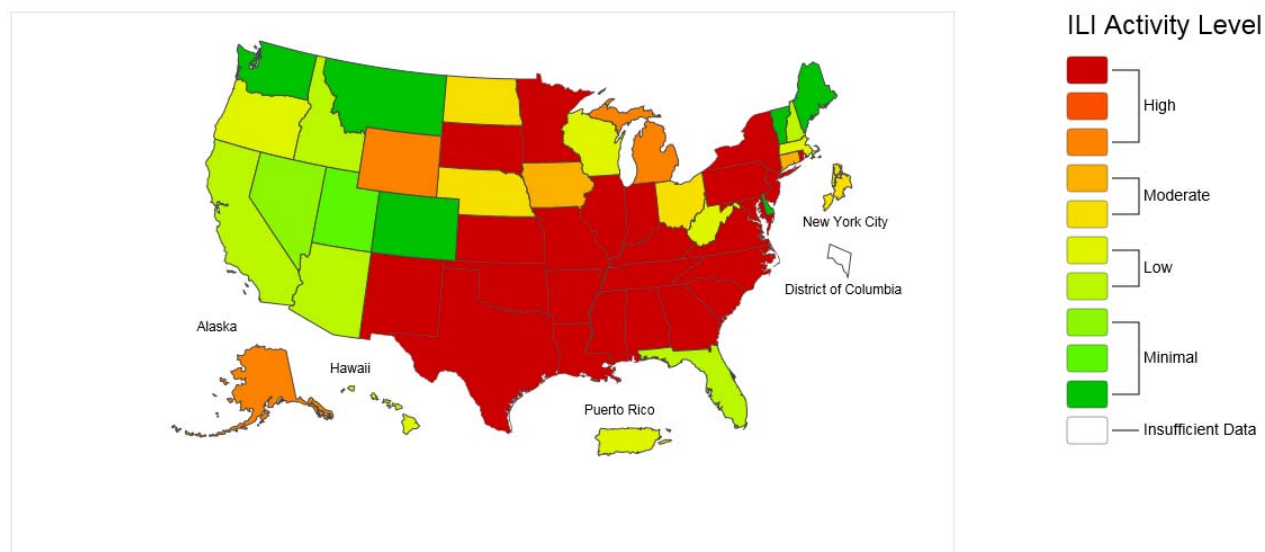 ILI Activity Level
High
Moderate
Low
Minimal
Insufficient Data
New York City
District of Columbia
Alaska
Hawaii
Puerto Rico